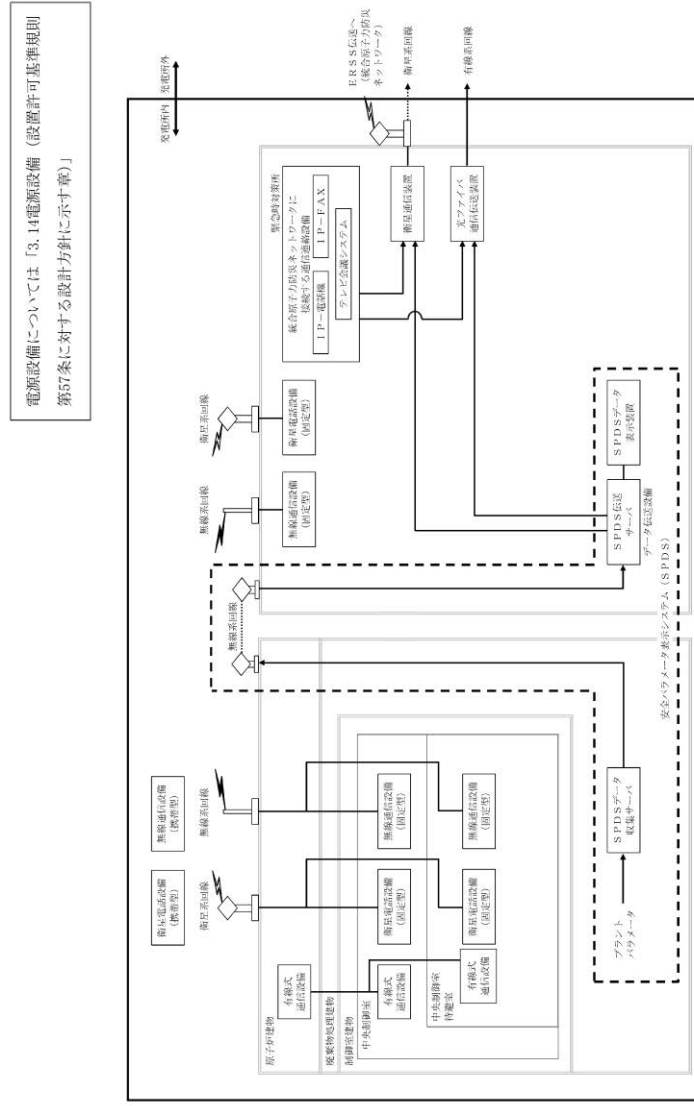 電源設備については「3.14電源設備（設置許可基準規則
第57条に対する設計方針に示す章）」
発電所内
発電所外
無線通信設備
（携帯型）
無線系回線
衛星電話設備
（携帯型）
衛星系回線
無線系回線
無線系回線
衛星系回線
無線通信設備
（固定型）
衛星電話設備
（固定型）
緊急時対策所
統合原子力防災ネットワークに
接続する通信連絡設備
ＩＰ－電話機
ＩＰ－ＦＡＸ
テレビ会議システム
ＥＲＳＳ伝送へ
（統合原子力防災
ネットワーク）
衛星系回線
有線系回線
衛星通信装置
光ファイバ
通信伝送装置
原子炉建物
有線式
通信設備
廃棄物処理建物
制御室建物
中央制御室
有線式
通信設備
衛星電話設備
（固定型）
無線通信設備
（固定型）
中央制御室
待避室
有線式
通信設備
衛星電話設備
（固定型）
無線通信設備
（固定型）
プラント
パラメータ
ＳＰＤＳデータ
収集サーバ
ＳＰＤＳ伝送
サーバ
データ伝送設備
ＳＰＤＳデータ
表示装置
安全パラメータ表示システム（ＳＰＤＳ）